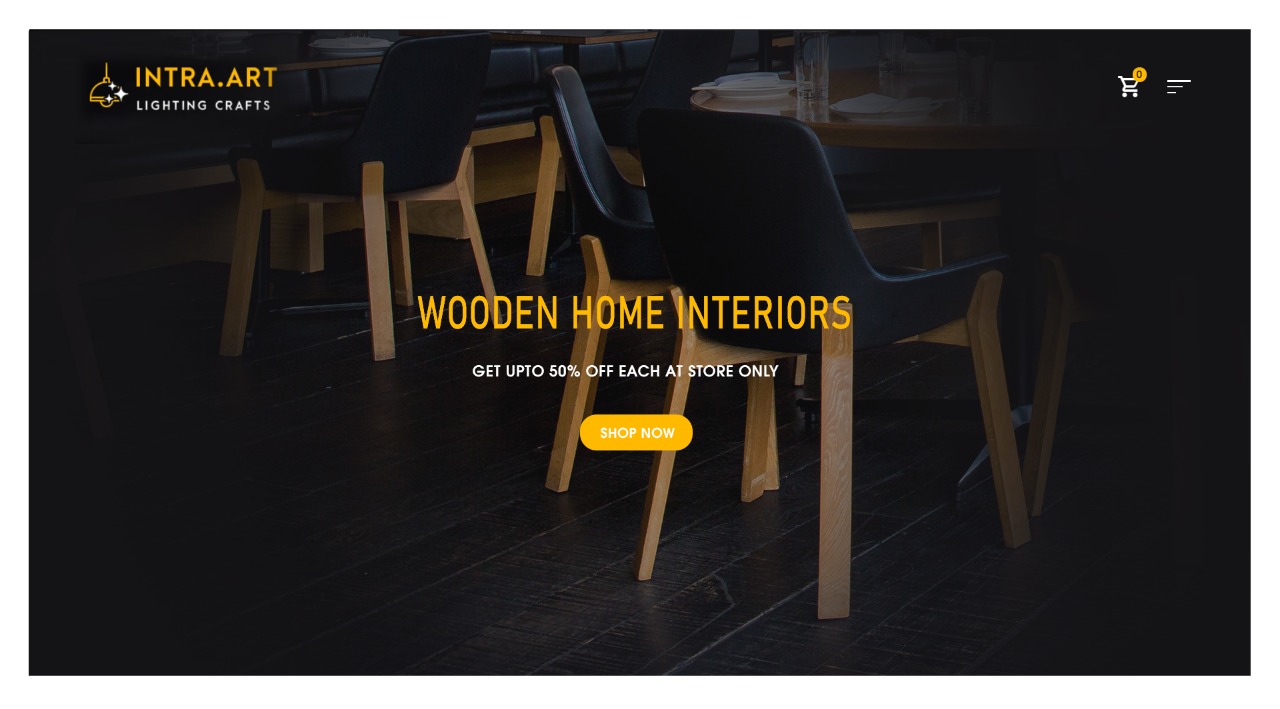 INTRA.ART
LIGHTING CRAFTS
0
WOODEN HOME INTERIORS
GET UPTO 50% OFF EACH AT STORE ONLY
SHOP NOW